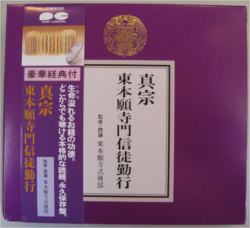 PONY CANYON
豪華経典付
生命溢れるお経の功徳。
どこからでも聴ける本格的な読経、永久保存盤。
真宗
東本願寺門信徒勤行
監修・読誦 東本願寺式務部
真宗
東本願寺門信徒勤行
監修・読誦 東本願寺式務部